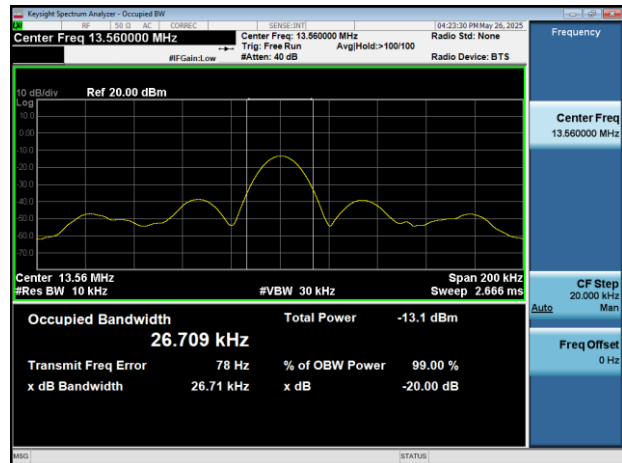 Keysight Spectrum Analyzer - Occupied BW
RF 50 Ω AC CORREC SENSE:INT 04:23:30 PM May 26, 2025
Center Freq 13.560000 MHz
Center Freq: 13.560000 MHz
Radio Std: None
Trig: Free Run Avg|Hold:>100/100
#IFGain:Low #Atten: 40 dB Radio Device: BTS
Frequency
10 dB/div Ref 20.00 dBm
Log
10.0
0.00
-10.0
-20.0
-30.0
-40.0
-50.0
-60.0
-70.0
Center Freq
13.560000 MHz
Center 13.56 MHz Span 200 kHz
#Res BW 10 kHz #VBW 30 kHz Sweep 2.666 ms
CF Step
20.000 kHz
Auto Man
Occupied Bandwidth Total Power -13.1 dBm
26.709 kHz
Transmit Freq Error 78 Hz % of OBW Power 99.00 %
x dB Bandwidth 26.71 kHz x dB -20.00 dB
Freq Offset
0 Hz
MSG STATUS